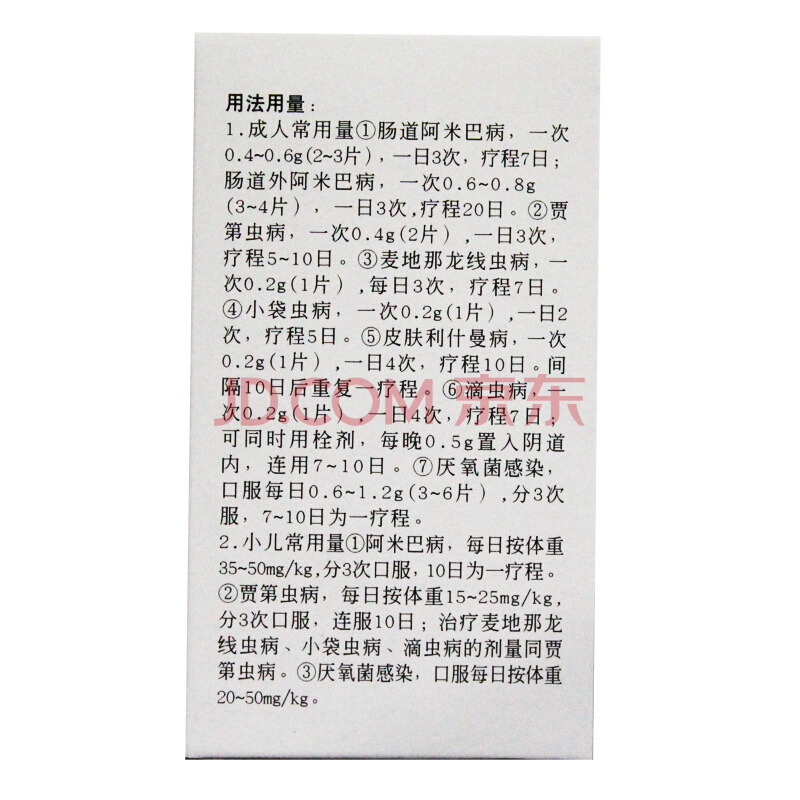 用法用量：
1.成人常用量①肠道阿米巴病，一次
0.4~0.6g(2~3片)，一日3次，疗程7日；
肠道外阿米巴病，一次0.6~0.8g
(3~4片)，一日3次,疗程20日。②贾
第虫病，一次0.4g(2片),一日3次，
疗程5~10日。③麦地那龙线虫病，一
次0.2g(1片),每日3次，疗程7日。
④小袋虫病，一次0.2g(1片),一日2
次，疗程5日。⑤皮肤利什曼病，一次
0.2g(1片),一日4次，疗程10日。间
隔10日后重复一疗程。⑥滴虫病，一
次0.2g(1片),一日4次，疗程7日；
可同时用栓剂，每晚0.5g置入阴道
内，连用7~10日。⑦厌氧菌感染，
口服每日0.6~1.2g(3~6片),分3次
服，7~10日为一疗程。
2.小儿常用量①阿米巴病，每日按体重
35~50mg/kg,分3次口服，10日为一疗程。
②贾第虫病，每日按体重15~25mg/kg,
分3次口服，连服10日；治疗麦地那龙
线虫病、小袋虫病、滴虫病的剂量同贾
第虫病。③厌氧菌感染，口服每日按体重
20~50mg/kg。
JD.COM 京东